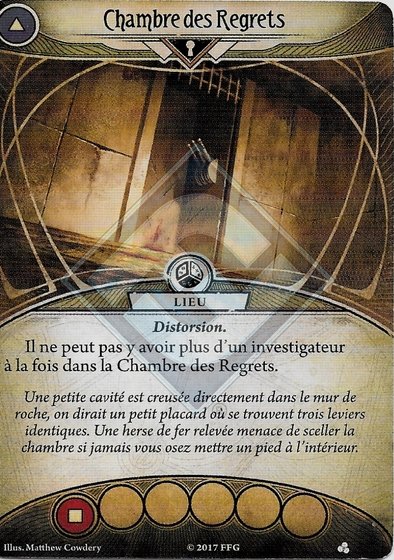 Chambre des Regrets
LIEU
Distorsion.
Il ne peut pas y avoir plus d'un investigateur
à la fois dans la Chambre des Regrets.
Une petite cavité est creusée directement dans le mur de
roche, on dirait un petit placard où se trouvent trois leviers
identiques. Une herse de fer relevée menace de sceller la
chambre si jamais vous osez mettre un pied à l'intérieur.
Illus. Matthew Cowdery
© 2017 FFG